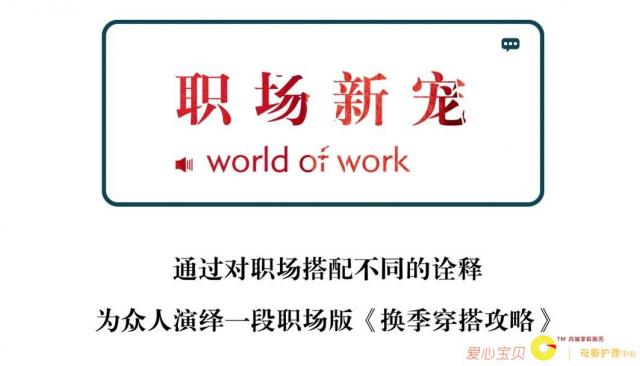 职场新宠
world of work
通过对职场搭配不同的诠释
为众人演绎一段职场版《换季穿搭攻略》
爱心宝贝
TM 高端家庭服务
母婴护理中心